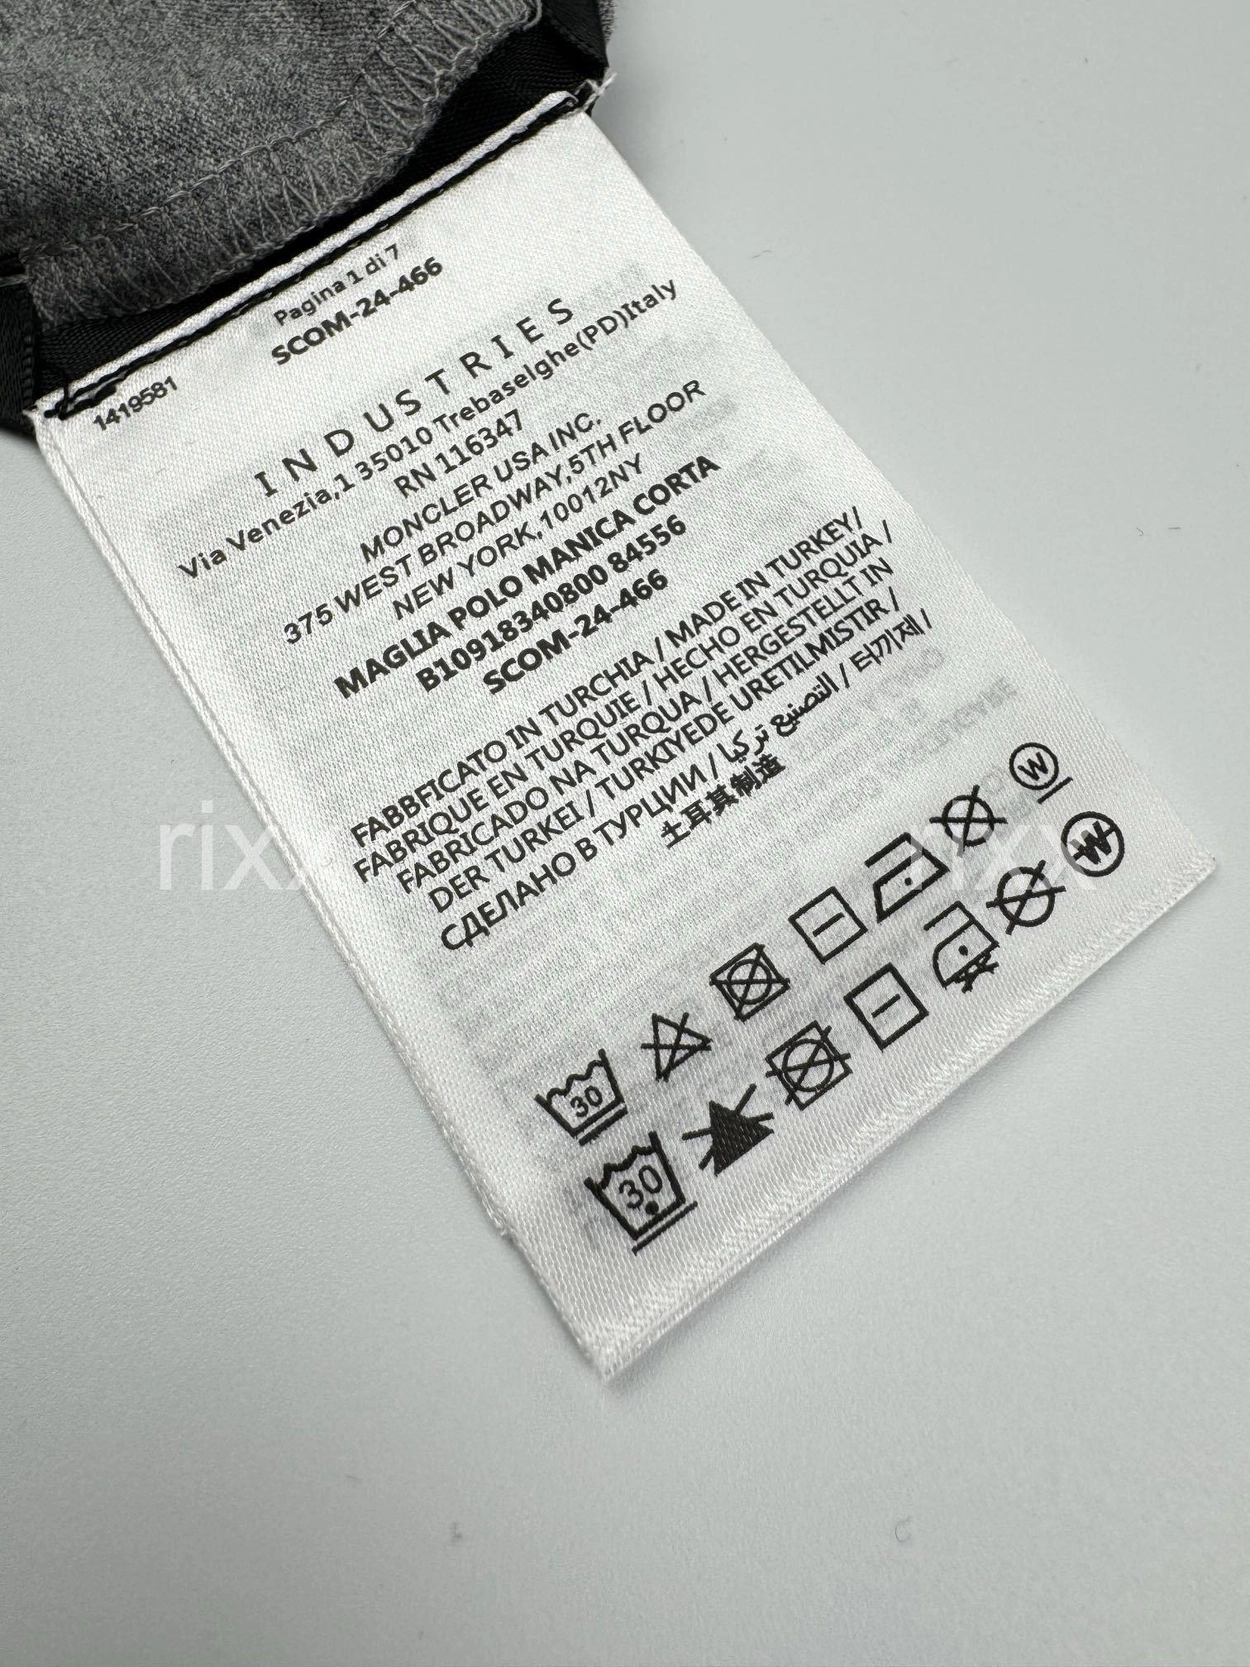 Pagina 1 di 7
SCOM-24-466
1419581
INDUSTRIES
Via Venezia,1 35010 Trebaselghe(PD)Italy
RN 116347
MONCLER USA INC.
375 WEST BROADWAY,5TH FLOOR
NEW YORK,10012NY
MAGLIA POLO MANICA CORTA
B10918340800 84556
SCOM-24-466
FABBFICATO IN TURCHIA / MADE IN TURKEY/
FABRIQUE EN TURQUIE / HECHO EN TURQUIA /
FABRICADO NA TURQUA / HERGESTELLT IN
DER TURKEI / TURKIYEDE URETILMISTIR /
СДЕЛАНО В ТУРЦИИ / التصنيع تركيا / 터키제 /
土耳其制造
W
30
W
30
rixx
rixx